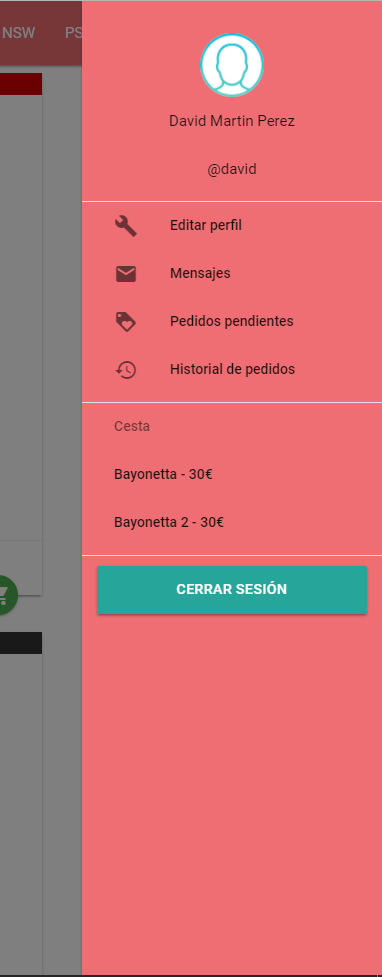 NSW PS
David Martin Perez
@david
Editar perfil
Mensajes
Pedidos pendientes
Historial de pedidos
Cesta
Bayonetta - 30€
Bayonetta 2 - 30€
CERRAR SESIÓN